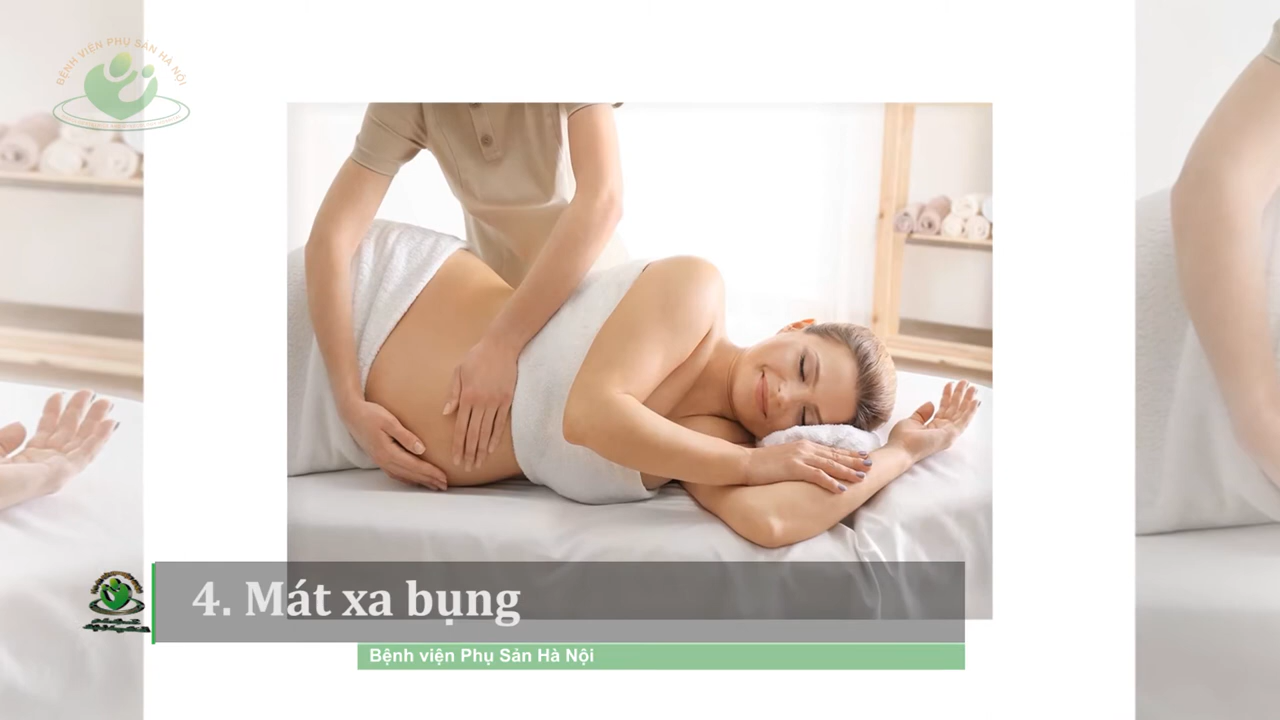 BỆNH VIỆN PHỤ SẢN HÀ NỘI
4. Mát xa bụng
Bệnh viện Phụ Sản Hà Nội